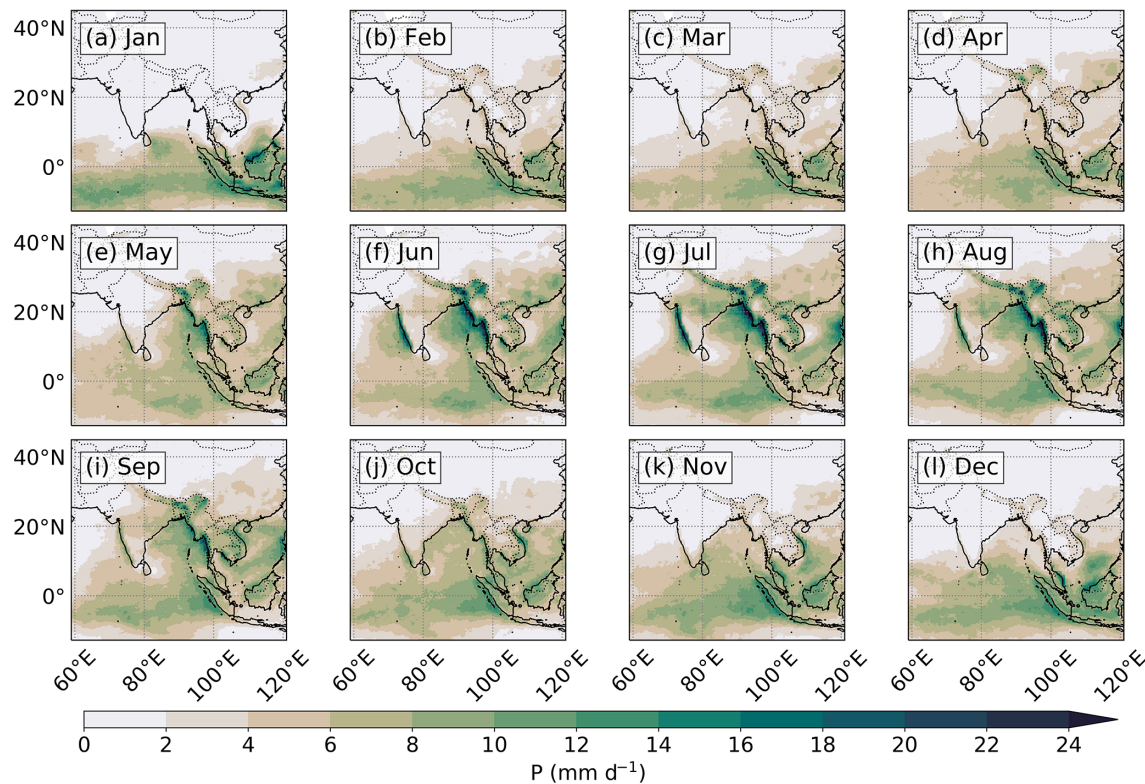 (a) Jan
(b) Feb
(c) Mar
(d) Apr
40°N
20°N
0°
(e) May
(f) Jun
(g) Jul
(h) Aug
40°N
20°N
0°
(i) Sep
(j) Oct
(k) Nov
(l) Dec
40°N
20°N
0°
60°E 80°E 100°E 120°E 60°E 80°E 100°E 120°E 60°E 80°E 100°E 120°E 60°E 80°E 100°E 120°E
0 2 4 6 8 10 12 14 16 18 20 22 24
P (mm d⁻¹)